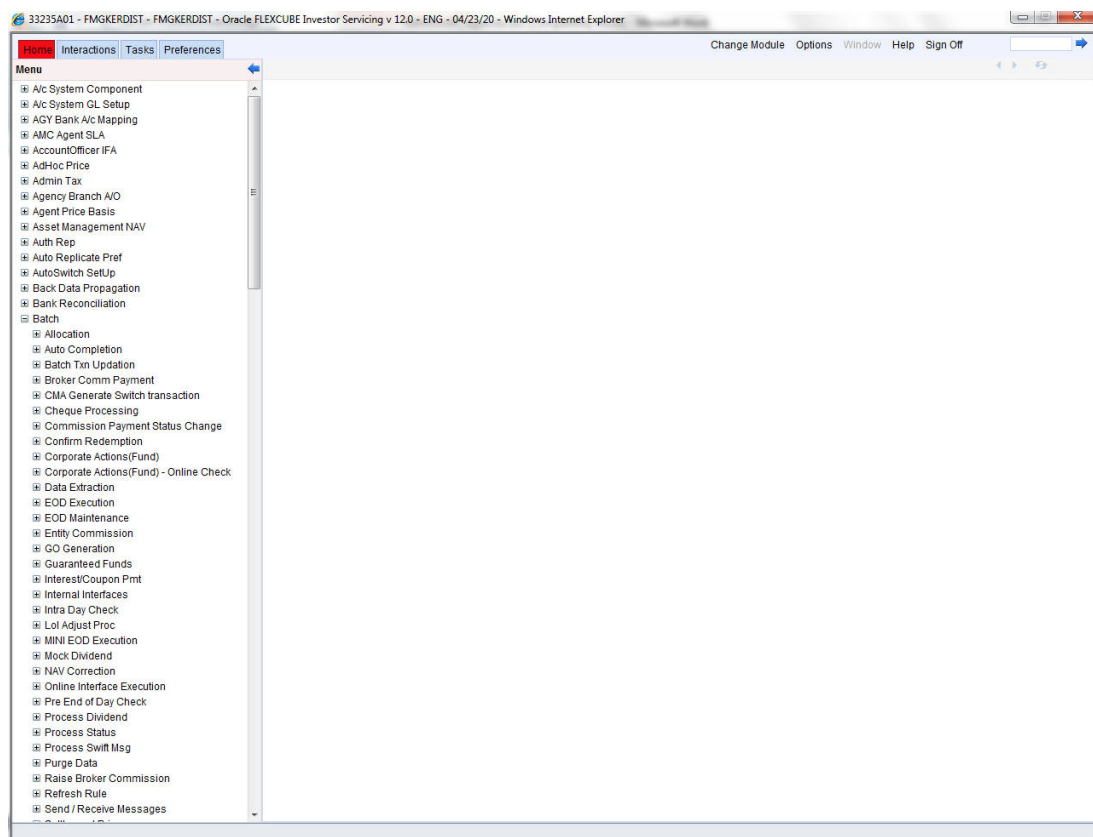 33235A01 - FMGKERDIST - FMGKERDIST - Oracle FLEXCUBE Investor Servicing v 12.0 - ENG - 04/23/20 - Windows Internet Explorer
Home Interactions Tasks Preferences Change Module Options Window Help Sign Off
Menu
A/c System Component
A/c System GL Setup
AGY Bank A/c Mapping
AMC Agent SLA
AccountOfficer IFA
AdHoc Price
Admin Tax
Agency Branch A/O
Agent Price Basis
Asset Management NAV
Auth Rep
Auto Replicate Pref
AutoSwitch SetUp
Back Data Propagation
Bank Reconciliation
Batch
Allocation
Auto Completion
Batch Txn Updation
Broker Comm Payment
CMA Generate Switch transaction
Cheque Processing
Commission Payment Status Change
Confirm Redemption
Corporate Actions(Fund)
Corporate Actions(Fund) - Online Check
Data Extraction
EOD Execution
EOD Maintenance
Entity Commission
GO Generation
Guaranteed Funds
Interest/Coupon Pmt
Internal Interfaces
Intra Day Check
LoI Adjust Proc
MINI EOD Execution
Mock Dividend
NAV Correction
Online Interface Execution
Pre End of Day Check
Process Dividend
Process Status
Process Swift Msg
Purge Data
Raise Broker Commission
Refresh Rule
Send / Receive Messages